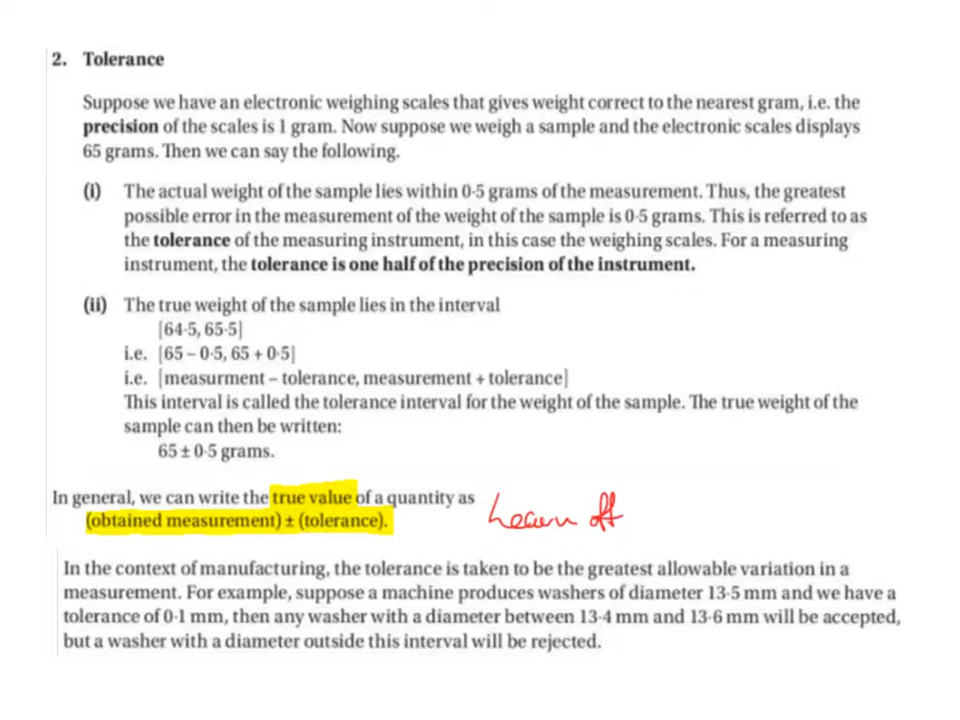 2. Tolerance
Suppose we have an electronic weighing scales that gives weight correct to the nearest gram, i.e. the
precision of the scales is 1 gram. Now suppose we weigh a sample and the electronic scales displays
65 grams. Then we can say the following.
(i) The actual weight of the sample lies within 0·5 grams of the measurement. Thus, the greatest
possible error in the measurement of the weight of the sample is 0·5 grams. This is referred to as
the tolerance of the measuring instrument, in this case the weighing scales. For a measuring
instrument, the tolerance is one half of the precision of the instrument.
(ii) The true weight of the sample lies in the interval
[64·5, 65·5]
i.e. [65 – 0·5, 65 + 0·5]
i.e. [measurment – tolerance, measurement + tolerance]
This interval is called the tolerance interval for the weight of the sample. The true weight of the
sample can then be written:
65 ± 0·5 grams.
In general, we can write the true value of a quantity as
(obtained measurement) ± (tolerance).
Learn off
In the context of manufacturing, the tolerance is taken to be the greatest allowable variation in a
measurement. For example, suppose a machine produces washers of diameter 13·5 mm and we have a
tolerance of 0·1 mm, then any washer with a diameter between 13·4 mm and 13·6 mm will be accepted,
but a washer with a diameter outside this interval will be rejected.